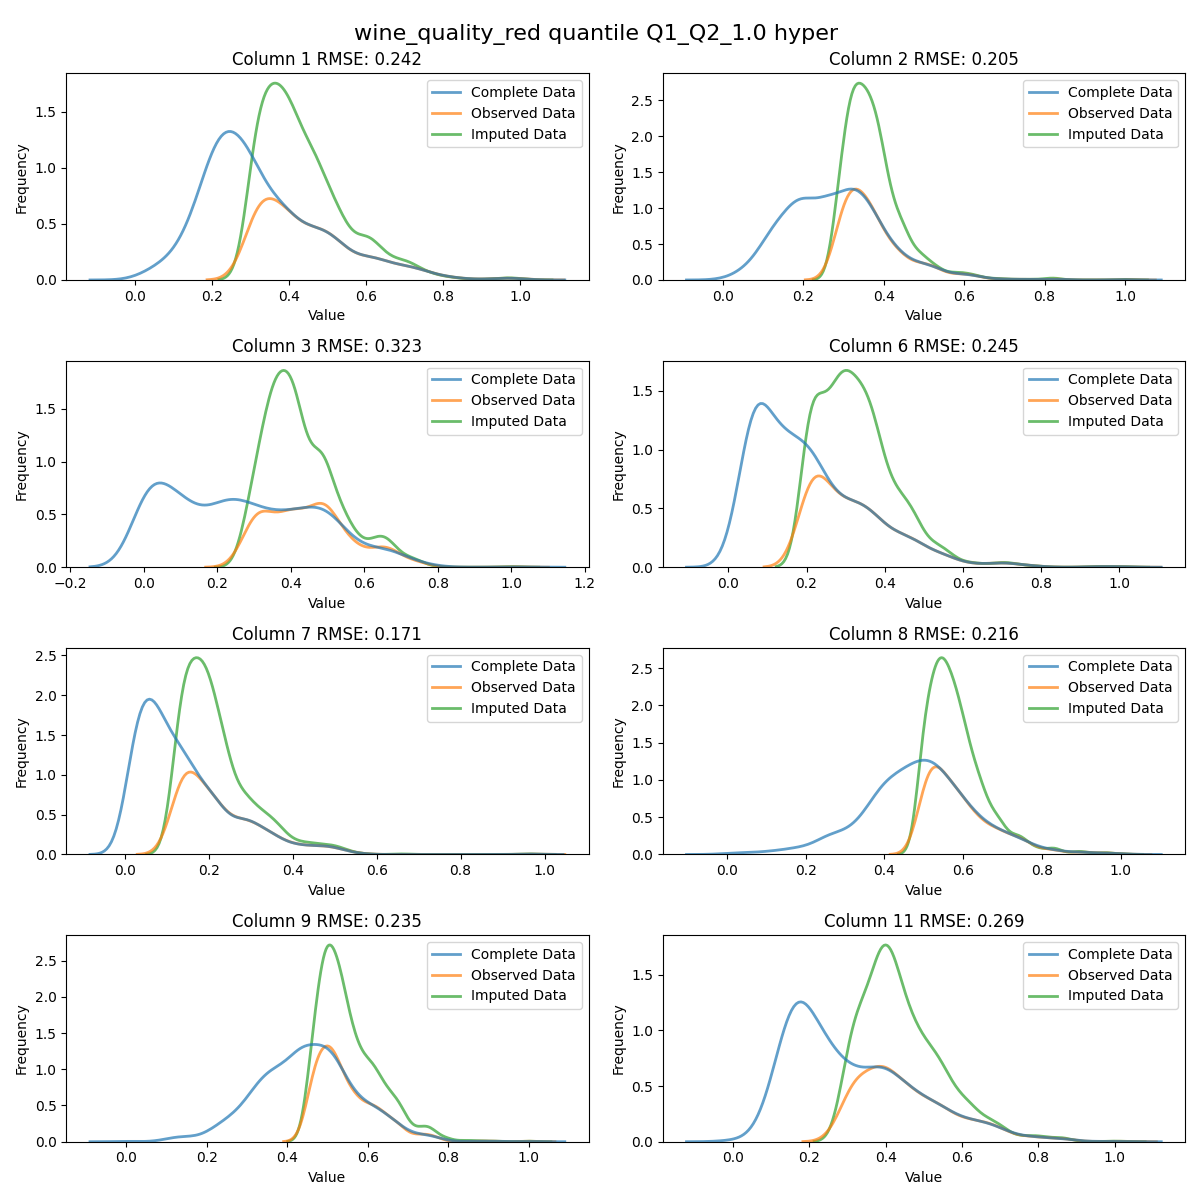 wine_quality_red quantile Q1_Q2_1.0 hyper
Column 1 RMSE: 0.242
Complete Data
Observed Data
Imputed Data
Frequency
1.5
1.0
0.5
0.0
0.0 0.2 0.4 0.6 0.8 1.0
Value
Column 2 RMSE: 0.205
Complete Data
Observed Data
Imputed Data
Frequency
2.5
2.0
1.5
1.0
0.5
0.0
0.0 0.2 0.4 0.6 0.8 1.0
Value
Column 3 RMSE: 0.323
Complete Data
Observed Data
Imputed Data
Frequency
1.5
1.0
0.5
0.0
−0.2 0.0 0.2 0.4 0.6 0.8 1.0 1.2
Value
Column 6 RMSE: 0.245
Complete Data
Observed Data
Imputed Data
Frequency
1.5
1.0
0.5
0.0
0.0 0.2 0.4 0.6 0.8 1.0
Value
Column 7 RMSE: 0.171
Complete Data
Observed Data
Imputed Data
Frequency
2.5
2.0
1.5
1.0
0.5
0.0
0.0 0.2 0.4 0.6 0.8 1.0
Value
Column 8 RMSE: 0.216
Complete Data
Observed Data
Imputed Data
Frequency
2.5
2.0
1.5
1.0
0.5
0.0
0.0 0.2 0.4 0.6 0.8 1.0
Value
Column 9 RMSE: 0.235
Complete Data
Observed Data
Imputed Data
Frequency
2.5
2.0
1.5
1.0
0.5
0.0
0.0 0.2 0.4 0.6 0.8 1.0
Value
Column 11 RMSE: 0.269
Complete Data
Observed Data
Imputed Data
Frequency
1.5
1.0
0.5
0.0
0.0 0.2 0.4 0.6 0.8 1.0
Value